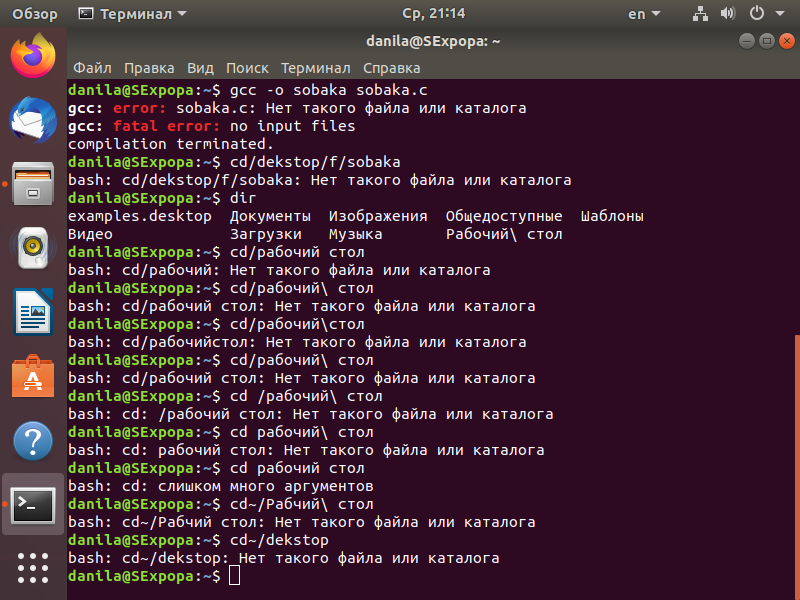 Обзор Терминал Ср, 21:14 en
danila@SExpopa: ~
Файл Правка Вид Поиск Терминал Справка
danila@SExpopa:~$ gcc -o sobaka sobaka.c
gcc: error: sobaka.c: Нет такого файла или каталога
gcc: fatal error: no input files
compilation terminated.
danila@SExpopa:~$ cd/dekstop/f/sobaka
bash: cd/dekstop/f/sobaka: Нет такого файла или каталога
danila@SExpopa:~$ dir
examples.desktop Документы Изображения Общедоступные Шаблоны
Видео Загрузки Музыка Рабочий\ стол
danila@SExpopa:~$ cd/рабочий стол
bash: cd/рабочий: Нет такого файла или каталога
danila@SExpopa:~$ cd/рабочий\ стол
bash: cd/рабочий стол: Нет такого файла или каталога
danila@SExpopa:~$ cd/рабочий\стол
bash: cd/рабочийстол: Нет такого файла или каталога
danila@SExpopa:~$ cd/рабочий\ стол
bash: cd/рабочий стол: Нет такого файла или каталога
danila@SExpopa:~$ cd /рабочий\ стол
bash: cd: /рабочий стол: Нет такого файла или каталога
danila@SExpopa:~$ cd рабочий\ стол
bash: cd: рабочий стол: Нет такого файла или каталога
danila@SExpopa:~$ cd рабочий стол
bash: cd: слишком много аргументов
danila@SExpopa:~$ cd~/Рабчий\ стол
bash: cd~/Рабчий стол: Нет такого файла или каталога
danila@SExpopa:~$ cd~/dekstop
bash: cd~/dekstop: Нет такого файла или каталога
danila@SExpopa:~$